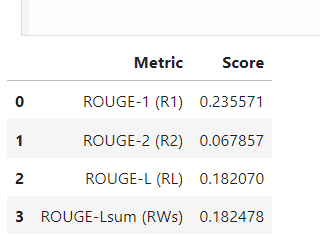 Metric Score
0 ROUGE-1 (R1) 0.235571
1 ROUGE-2 (R2) 0.067857
2 ROUGE-L (RL) 0.182070
3 ROUGE-Lsum (RWs) 0.182478